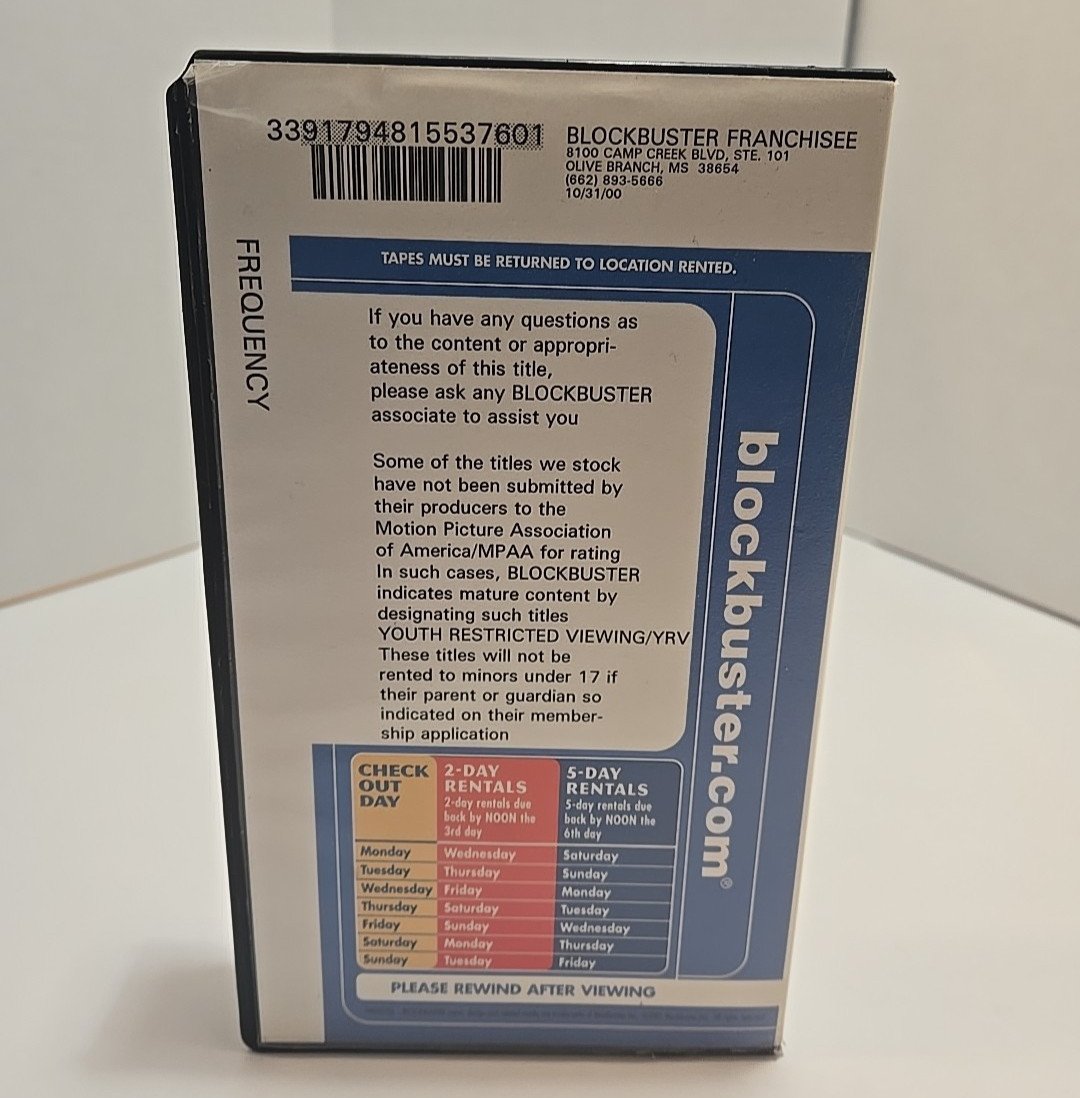 3391794815537601
BLOCKBUSTER FRANCHISEE
8100 CAMP CREEK BLVD, STE. 101
OLIVE BRANCH, MS 38654
(662) 893-5666
10/31/00
FREQUENCY
TAPES MUST BE RETURNED TO LOCATION RENTED.
If you have any questions as
to the content or appropri-
ateness of this title,
please ask any BLOCKBUSTER
associate to assist you
Some of the titles we stock
have not been submitted by
their producers to the
Motion Picture Association
of America/MPAA for rating
In such cases, BLOCKBUSTER
indicates mature content by
designating such titles
YOUTH RESTRICTED VIEWING/YRV
These titles will not be
rented to minors under 17 if
their parent or guardian so
indicated on their member-
ship application
blockbuster.com®
CHECK OUT DAY
2-DAY RENTALS
2-day rentals due back by NOON the 3rd day
5-DAY RENTALS
5-day rentals due back by NOON the 6th day
Monday Wednesday Saturday
Tuesday Thursday Sunday
Wednesday Friday Monday
Thursday Saturday Tuesday
Friday Sunday Wednesday
Saturday Monday Thursday
Sunday Tuesday Friday
PLEASE REWIND AFTER VIEWING